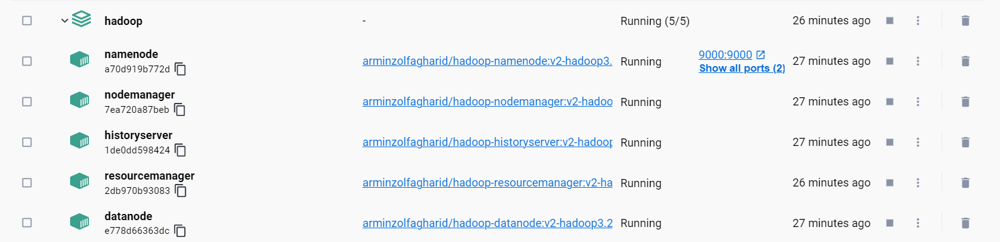 hadoop - Running (5/5) 26 minutes ago
namenode
a70d919b772d
arminzolfagharid/hadoop-namenode:v2-hadoop3. Running
9000:9000
Show all ports (2)
27 minutes ago
nodemanager
7ea720a87beb
arminzolfagharid/hadoop-nodemanager:v2-hadoo Running 27 minutes ago
historyserver
1de0dd598424
arminzolfagharid/hadoop-historyserver:v2-hadoop Running 27 minutes ago
resourcemanager
2db970b93083
arminzolfagharid/hadoop-resourcemanager:v2-ha Running 26 minutes ago
datanode
e778d66363dc
arminzolfagharid/hadoop-datanode:v2-hadoop3.2 Running 27 minutes ago